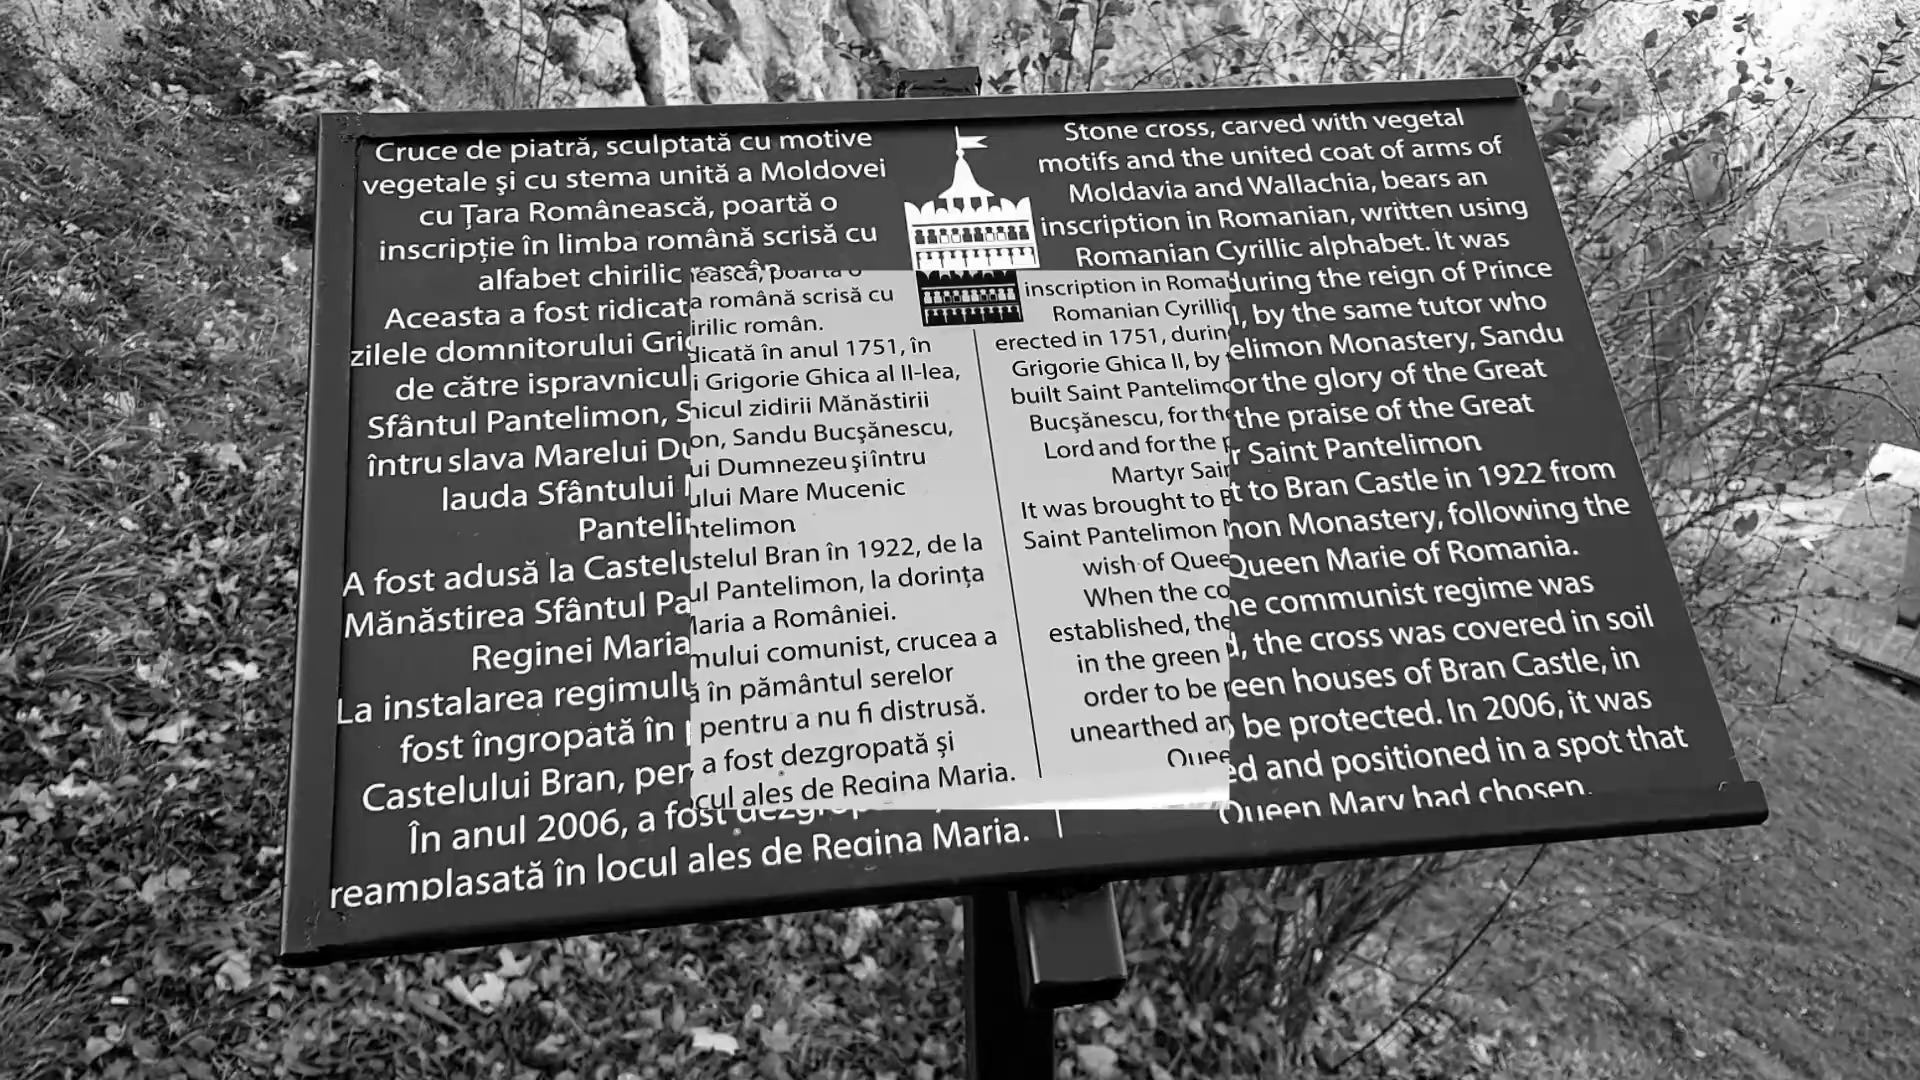 Cruce de piatră, sculptată cu motive
vegetale şi cu stema unită a Moldovei
cu Ţara Românească, poartă o
inscripţie în limba română scrisă cu
alfabet chirilic român
Aceasta a fost ridicat
zilele domnitorului Gri
de către ispravnicul
Sfântul Pantelimon, S
întru slava Marelui Du
lauda Sfântului
Panteli
A fost adusă la Castelu
Mănăstirea Sfântul Pa
Reginei Maria
La instalarea regimulu
fost îngropată în
Castelului Bran, pen
În anul 2006, a fost dezgrop
reamplasată în locul ales de Regina Maria.
ească, poartă o
a română scrisă cu
irilic român.
dicată în anul 1751, în
i Grigorie Ghica al II-lea,
nicul zidirii Mănăstirii
on, Sandu Bucşănescu,
ui Dumnezeu şi întru
ului Mare Mucenic
ntelimon
stelul Bran în 1922, de la
ul Pantelimon, la dorinţa
Maria a României.
mului comunist, crucea a
ă în pământul serelor
pentru a nu fi distrusă.
a fost dezgropată şi
cul ales de Regina Maria.
inscription in Roma
Romanian Cyrillic
erected in 1751, durin
Grigorie Ghica II, by
built Saint Pantelimo
Bucşănescu, for the
Lord and for the p
Martyr Sain
It was brought to B
Saint Pantelimon M
wish of Quee
When the co
established, the
in the green
order to be
unearthed an
Quee
Stone cross, carved with vegetal
motifs and the united coat of arms of
Moldavia and Wallachia, bears an
inscription in Romanian, written using
Romanian Cyrillic alphabet. It was
during the reign of Prince
I, by the same tutor who
elimon Monastery, Sandu
or the glory of the Great
the praise of the Great
r Saint Pantelimon
t to Bran Castle in 1922 from
mon Monastery, following the
Queen Marie of Romania.
he communist regime was
d, the cross was covered in soil
reen houses of Bran Castle, in
be protected. In 2006, it was
ed and positioned in a spot that
Queen Mary had chosen.